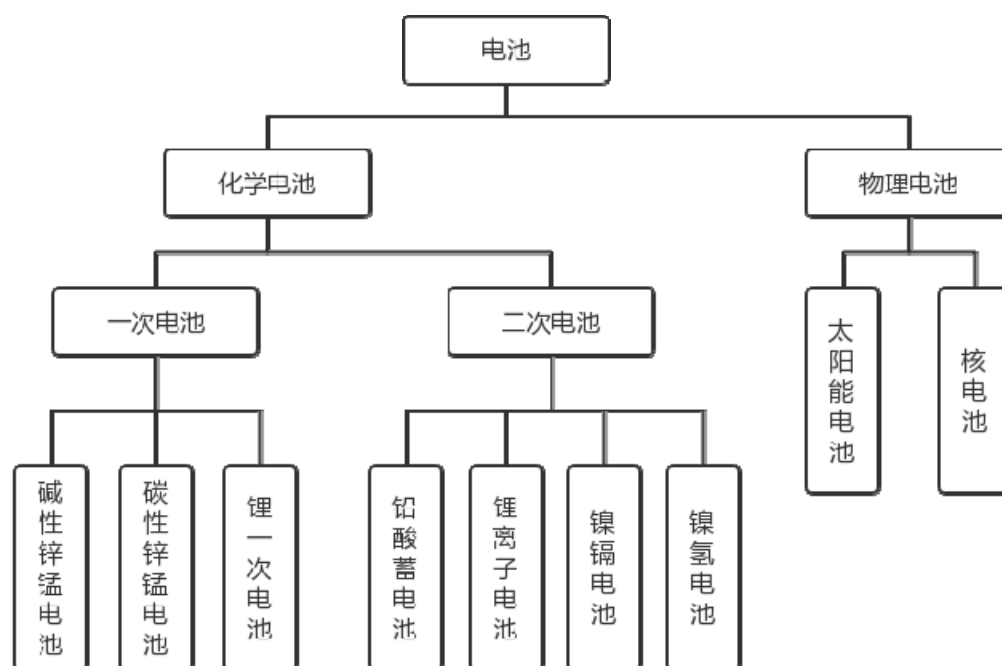 电池
化学电池
物理电池
一次电池
二次电池
太阳能电池
核电池
碱性锌锰电池
碳性锌锰电池
锂一次电池
铅酸蓄电池
锂离子电池
镍镉电池
镍氢电池